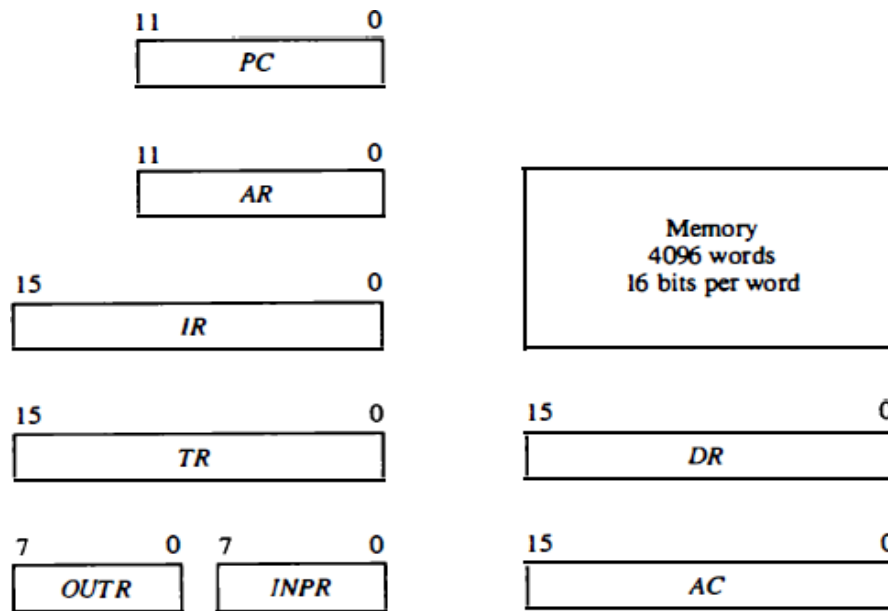 11 0
PC
11 0
AR
Memory
4096 words
16 bits per word
15 0
IR
15 0
TR
15 0
DR
7 0
OUTR
7 0
INPR
15 0
AC